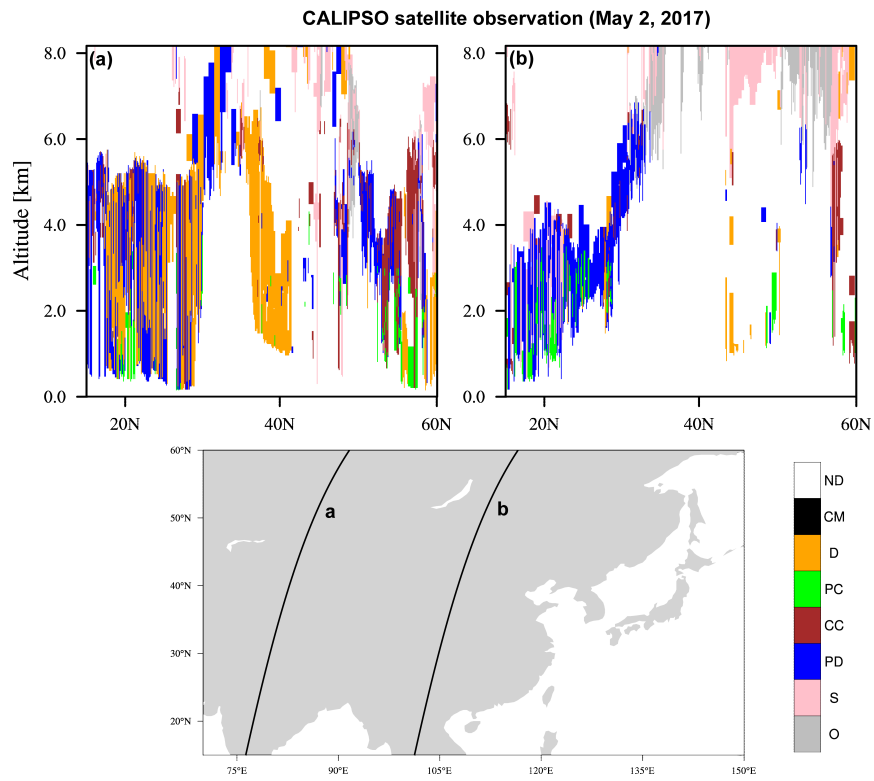 CALIPSO satellite observation (May 2, 2017)
(a)
(b)
Altitude [km]
8.0
6.0
4.0
2.0
0.0
20N
40N
60N
8.0
6.0
4.0
2.0
0.0
20N
40N
60N
60°N
50°N
40°N
30°N
20°N
75°E
90°E
105°E
120°E
135°E
150°E
a
b
ND
CM
D
PC
CC
PD
S
O